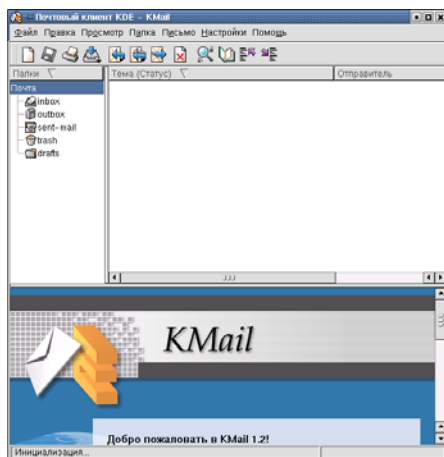 Почтовый клиент KDE - KMail
Файл Правка Просмотр Папка Письмо Настройки Помощь
Папки Тема (Статус) Отправитель
Почта
inbox
outbox
sent-mail
trash
drafts
KMail
Добро пожаловать в KMail 1.2!
Инициализация...